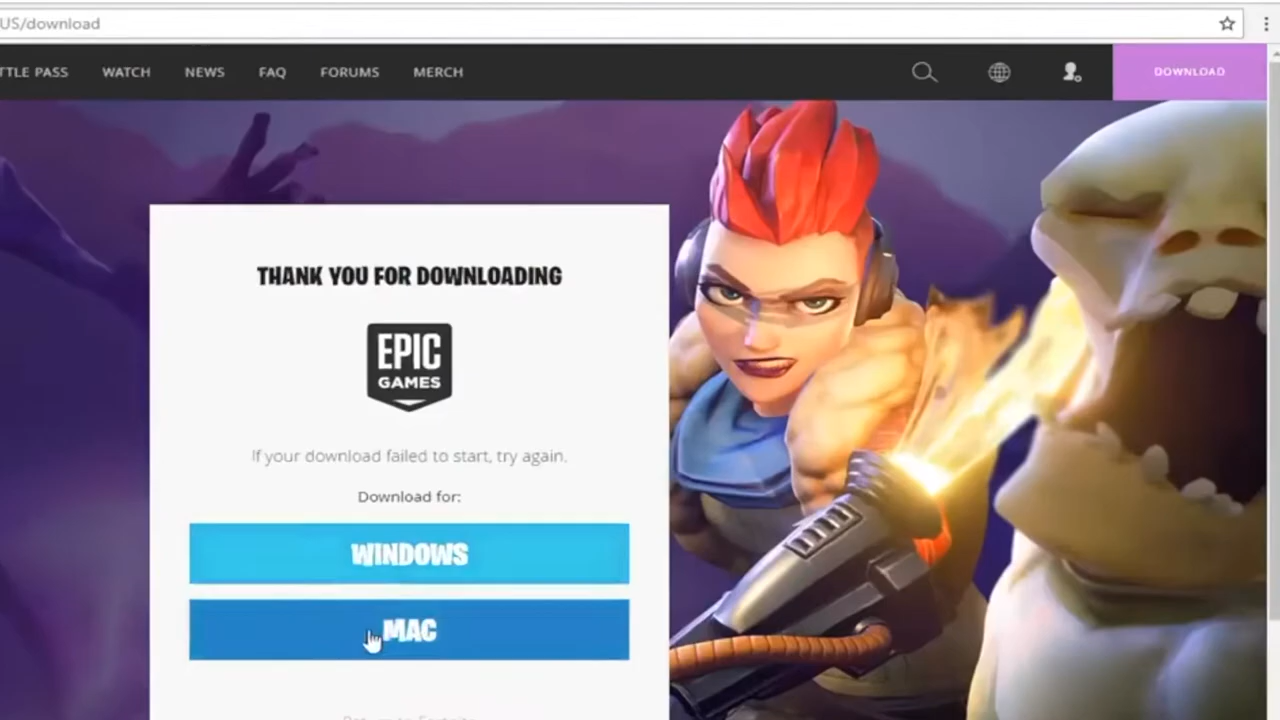 US/download
TTLE PASS WATCH NEWS FAQ FORUMS MERCH DOWNLOAD
THANK YOU FOR DOWNLOADING
EPIC
GAMES
If your download failed to start, try again.
Download for:
WINDOWS
MAC